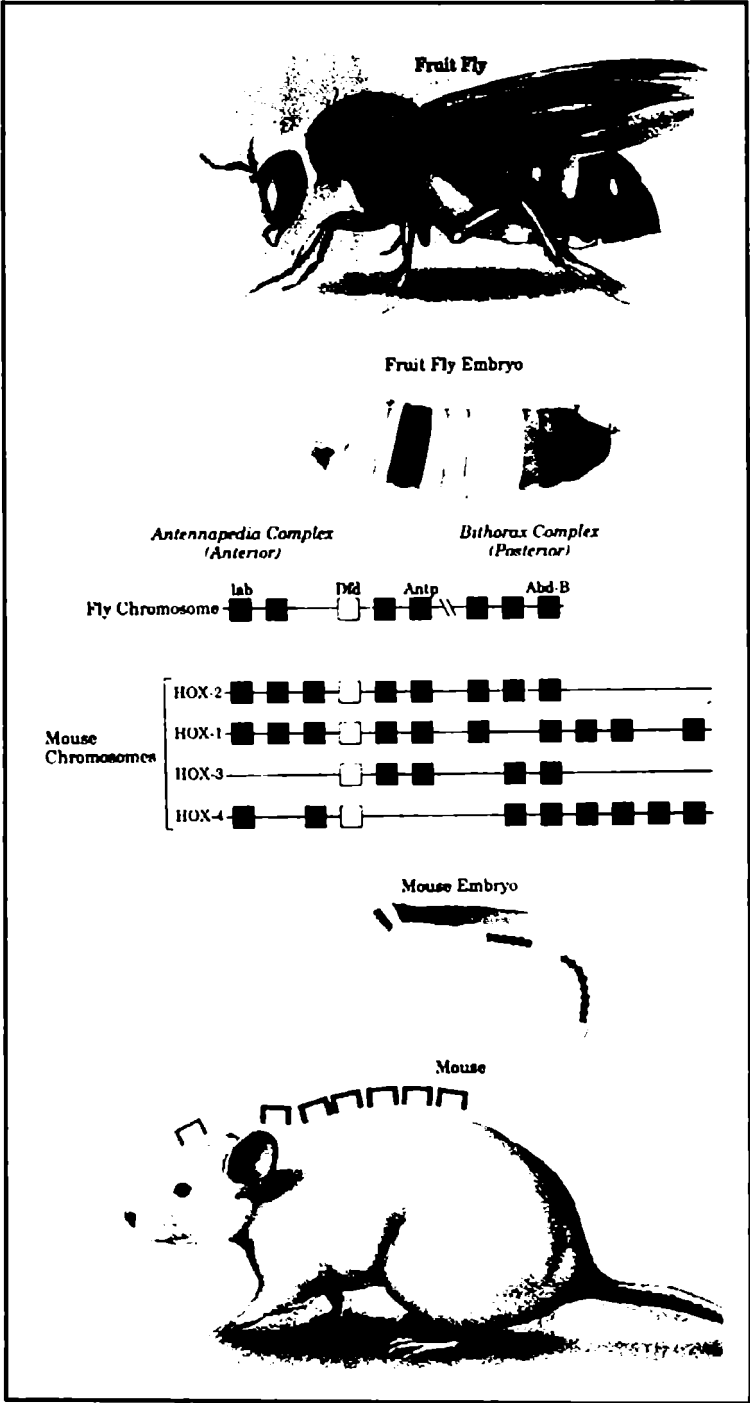 Fruit Fly
Fruit Fly Embryo
Antennapedia Complex
(Anterior)
Bithorax Complex
(Posterior)
lab
Dfd
Antp
Abd-B
Fly Chromosome
HOX-2
HOX-1
Mouse
Chromosomes
HOX-3
HOX-4
Mouse Embryo
Mouse